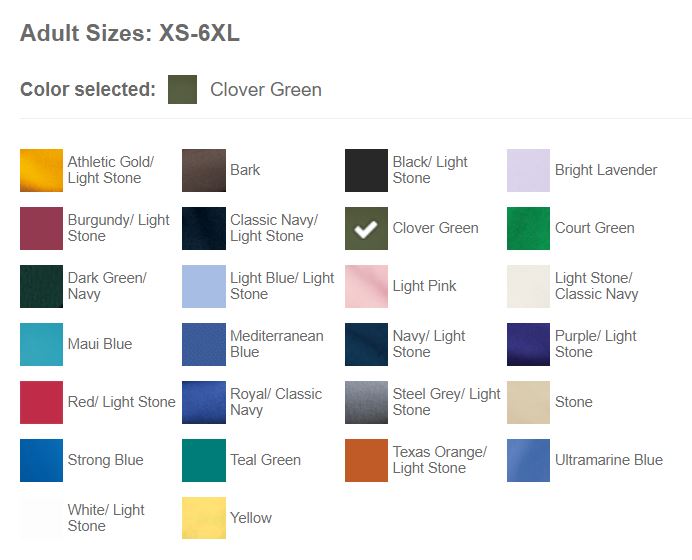 Adult Sizes: XS-6XL
Color selected: Clover Green
Athletic Gold/
Light Stone
Bark
Black/ Light
Stone
Bright Lavender
Burgundy/ Light
Stone
Classic Navy/
Light Stone
Clover Green
Court Green
Dark Green/
Navy
Light Blue/ Light
Stone
Light Pink
Light Stone/
Classic Navy
Maui Blue
Mediterranean
Blue
Navy/ Light
Stone
Purple/ Light
Stone
Red/ Light Stone
Royal/ Classic
Navy
Steel Grey/ Light
Stone
Stone
Strong Blue
Teal Green
Texas Orange/
Light Stone
Ultramarine Blue
White/ Light
Stone
Yellow